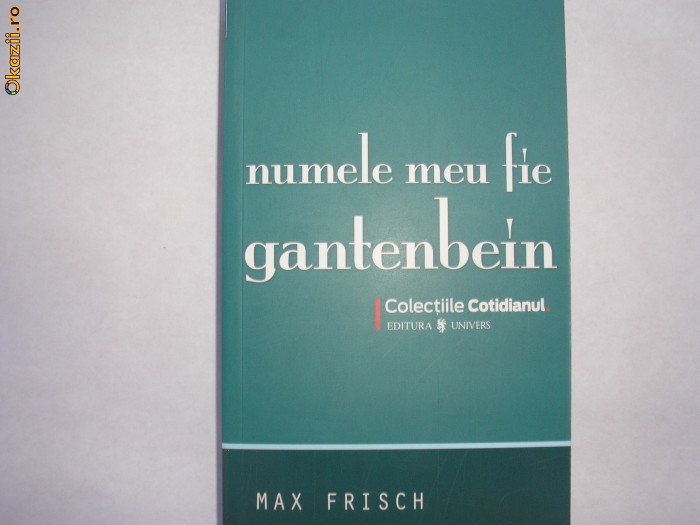 Okazii.ro
numele meu fie
gantenbein
Colecțiile Cotidianul.
EDITURA UNIVERS
MAX FRISCH